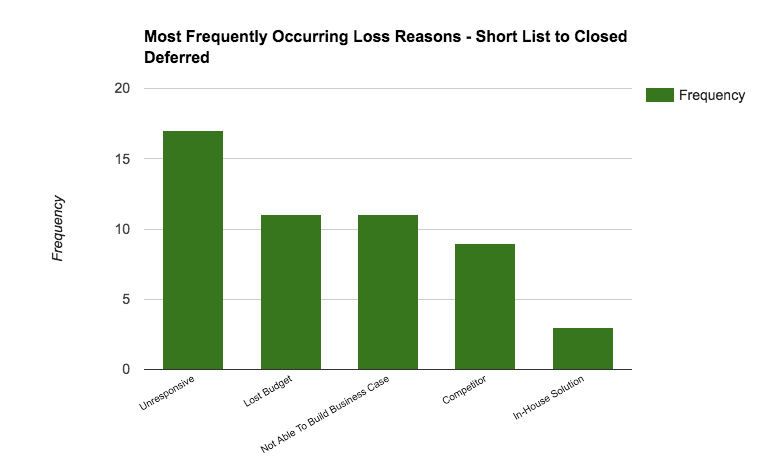 Most Frequently Occurring Loss Reasons - Short List to Closed
Deferred
Frequency
20
15
10
5
0
Frequency
Unresponsive
Lost Budget
Not Able To Build Business Case
Competitor
In-House Solution